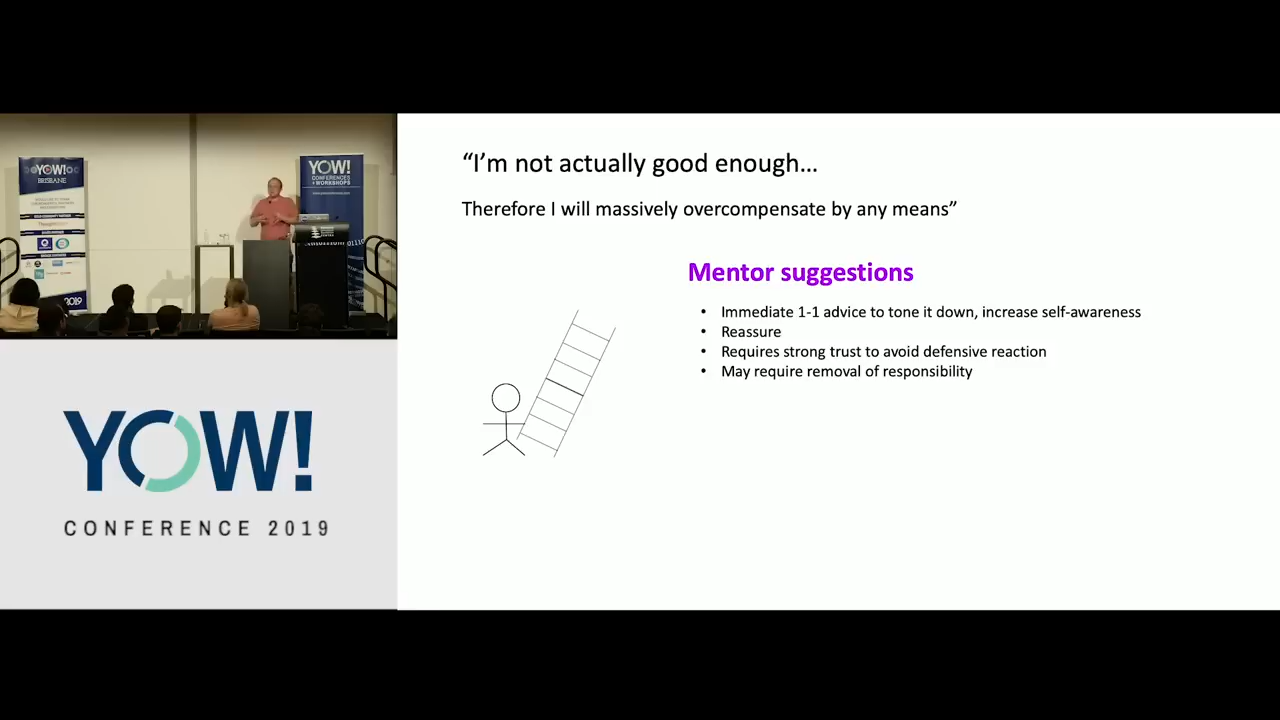 YOW!
BRISBANE
2019
YOW!
CONFERENCES
+ WORKSHOPS
YOW!
CONFERENCE 2019
“I’m not actually good enough…
Therefore I will massively overcompensate by any means”
Mentor suggestions
• Immediate 1-1 advice to tone it down, increase self-awareness
• Reassure
• Requires strong trust to avoid defensive reaction
• May require removal of responsibility